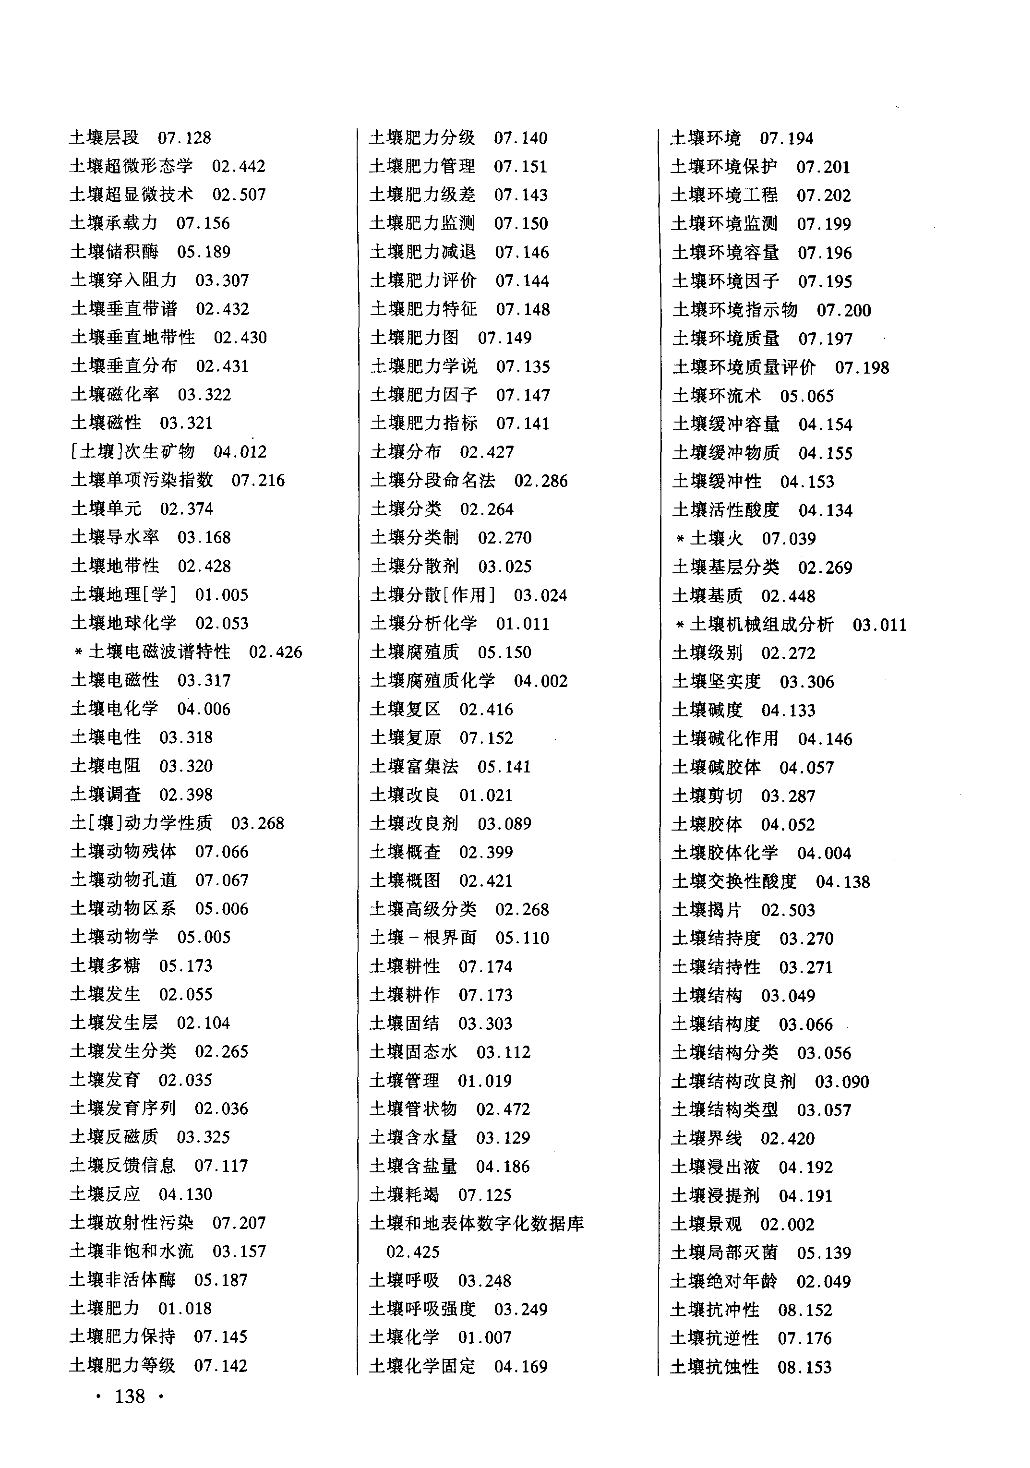 土壤层段 07.128
土壤超微形态学 02.442
土壤超显微技术 02.507
土壤承载力 07.156
土壤储积酶 05.189
土壤穿入阻力 03.307
土壤垂直带谱 02.432
土壤垂直地带性 02.430
土壤垂直分布 02.431
土壤磁化率 03.322
土壤磁性 03.321
[土壤]次生矿物 04.012
土壤单项污染指数 07.216
土壤单元 02.374
土壤导水率 03.168
土壤地带性 02.428
土壤地理[学] 01.005
土壤地球化学 02.053
*土壤电磁波谱特性 02.426
土壤电磁性 03.317
土壤电化学 04.006
土壤电性 03.318
土壤电阻 03.320
土壤调查 02.398
土[壤]动力学性质 03.268
土壤动物残体 07.066
土壤动物孔道 07.067
土壤动物区系 05.006
土壤动物学 05.005
土壤多糖 05.173
土壤发生 02.055
土壤发生层 02.104
土壤发生分类 02.265
土壤发育 02.035
土壤发育序列 02.036
土壤反磁质 03.325
土壤反馈信息 07.117
土壤反应 04.130
土壤放射性污染 07.207
土壤非饱和水流 03.157
土壤非活体酶 05.187
土壤肥力 01.018
土壤肥力保持 07.145
土壤肥力等级 07.142
土壤肥力分级 07.140
土壤肥力管理 07.151
土壤肥力级差 07.143
土壤肥力监测 07.150
土壤肥力减退 07.146
土壤肥力评价 07.144
土壤肥力特征 07.148
土壤肥力图 07.149
土壤肥力学说 07.135
土壤肥力因子 07.147
土壤肥力指标 07.141
土壤分布 02.427
土壤分段命名法 02.286
土壤分类 02.264
土壤分类制 02.270
土壤分散剂 03.025
土壤分散[作用] 03.024
土壤分析化学 01.011
土壤腐殖质 05.150
土壤腐殖质化学 04.002
土壤复区 02.416
土壤复原 07.152
土壤富集法 05.141
土壤改良 01.021
土壤改良剂 03.089
土壤概查 02.399
土壤概图 02.421
土壤高级分类 02.268
土壤－根界面 05.110
土壤耕性 07.174
土壤耕作 07.173
土壤固结 03.303
土壤固态水 03.112
土壤管理 01.019
土壤管状物 02.472
土壤含水量 03.129
土壤含盐量 04.186
土壤耗竭 07.125
土壤和地表体数字化数据库
02.425
土壤呼吸 03.248
土壤呼吸强度 03.249
土壤化学 01.007
土壤化学固定 04.169
土壤环境 07.194
土壤环境保护 07.201
土壤环境工程 07.202
土壤环境监测 07.199
土壤环境容量 07.196
土壤环境因子 07.195
土壤环境指示物 07.200
土壤环境质量 07.197
土壤环境质量评价 07.198
土壤环流术 05.065
土壤缓冲容量 04.154
土壤缓冲物质 04.155
土壤缓冲性 04.153
土壤活性酸度 04.134
*土壤火 07.039
土壤基层分类 02.269
土壤基质 02.448
*土壤机械组成分析 03.011
土壤级别 02.272
土壤坚实度 03.306
土壤碱度 04.133
土壤碱化作用 04.146
土壤碱胶体 04.057
土壤剪切 03.287
土壤胶体 04.052
土壤胶体化学 04.004
土壤交换性酸度 04.138
土壤揭片 02.503
土壤结持度 03.270
土壤结持性 03.271
土壤结构 03.049
土壤结构度 03.066
土壤结构分类 03.056
土壤结构改良剂 03.090
土壤结构类型 03.057
土壤界线 02.420
土壤浸出液 04.192
土壤浸提剂 04.191
土壤景观 02.002
土壤局部灭菌 05.139
土壤绝对年龄 02.049
土壤抗冲性 08.152
土壤抗逆性 07.176
土壤抗蚀性 08.153
· 138 ·